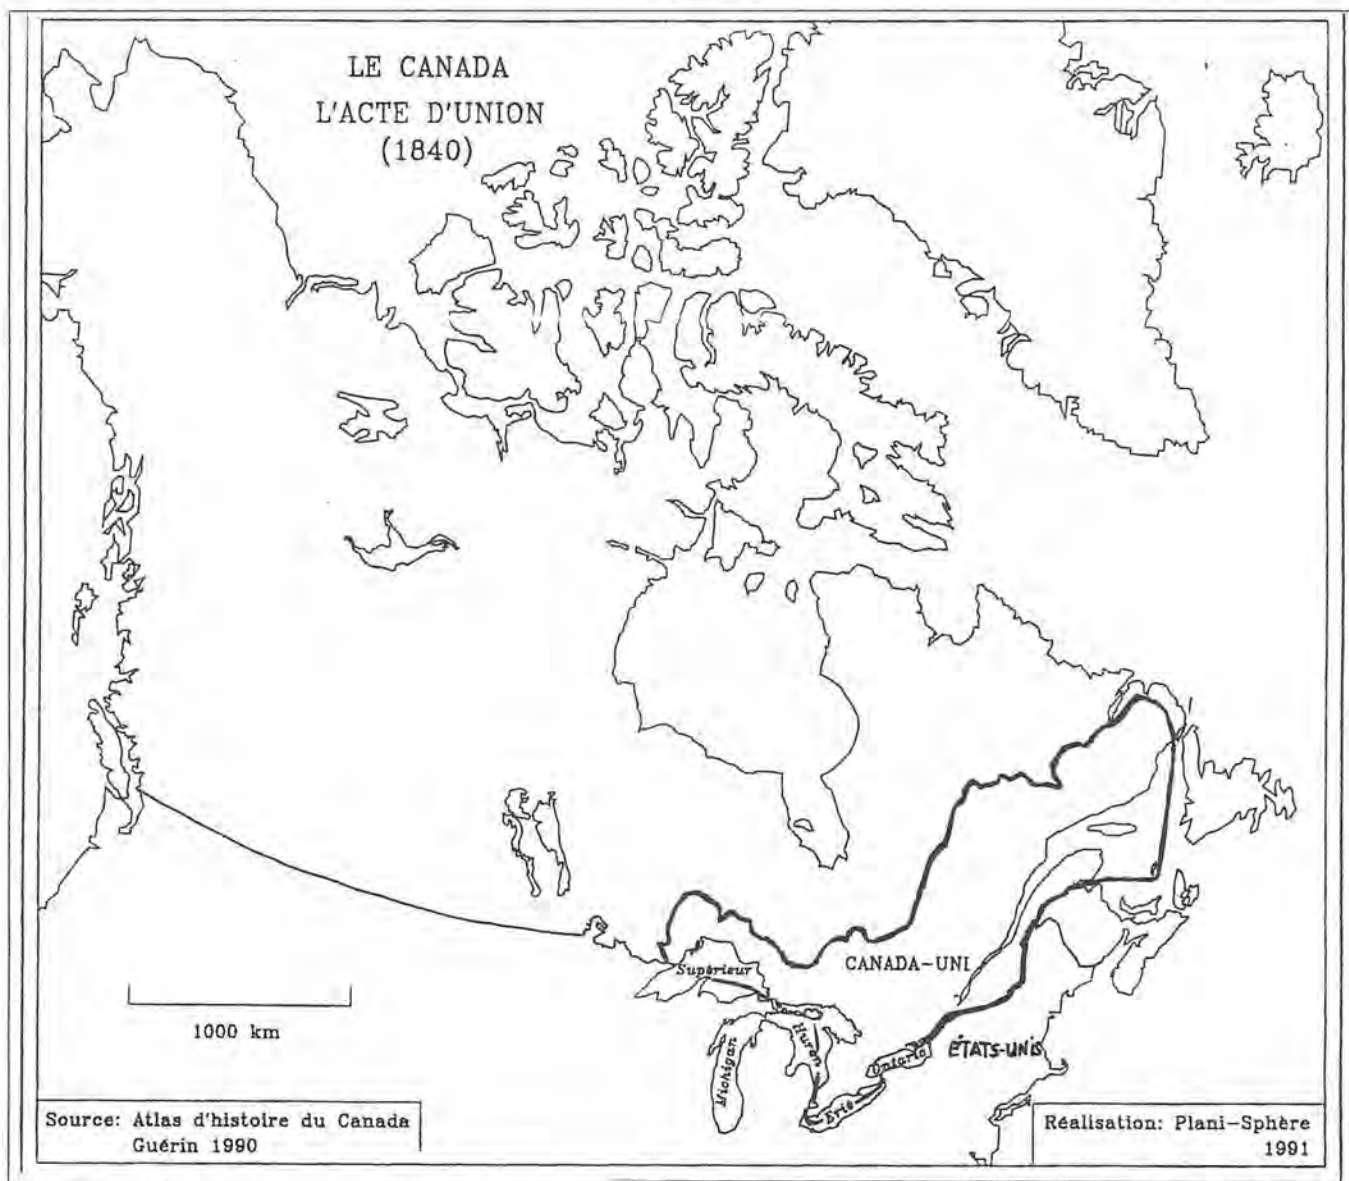 LE CANADA
L'ACTE D'UNION
(1840)
CANADA-UNI
Supérieur
Michigan
Huron
Érié
Ontario
ÉTATS-UNIS
1000 km
Source: Atlas d'histoire du Canada
Guérin 1990
Réalisation: Plani-Sphère
1991